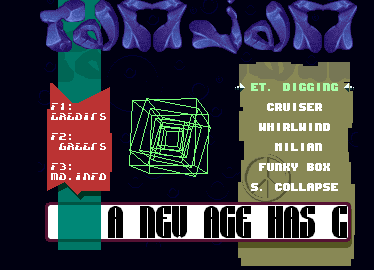 ET. DIGGING
CRUISER
WHIRLWIND
MILIAN
FUNKY BOX
S. COLLAPSE
F1:
CREDITS
F2:
GREETS
F3:
MD.INFO
A NEW AGE HAS